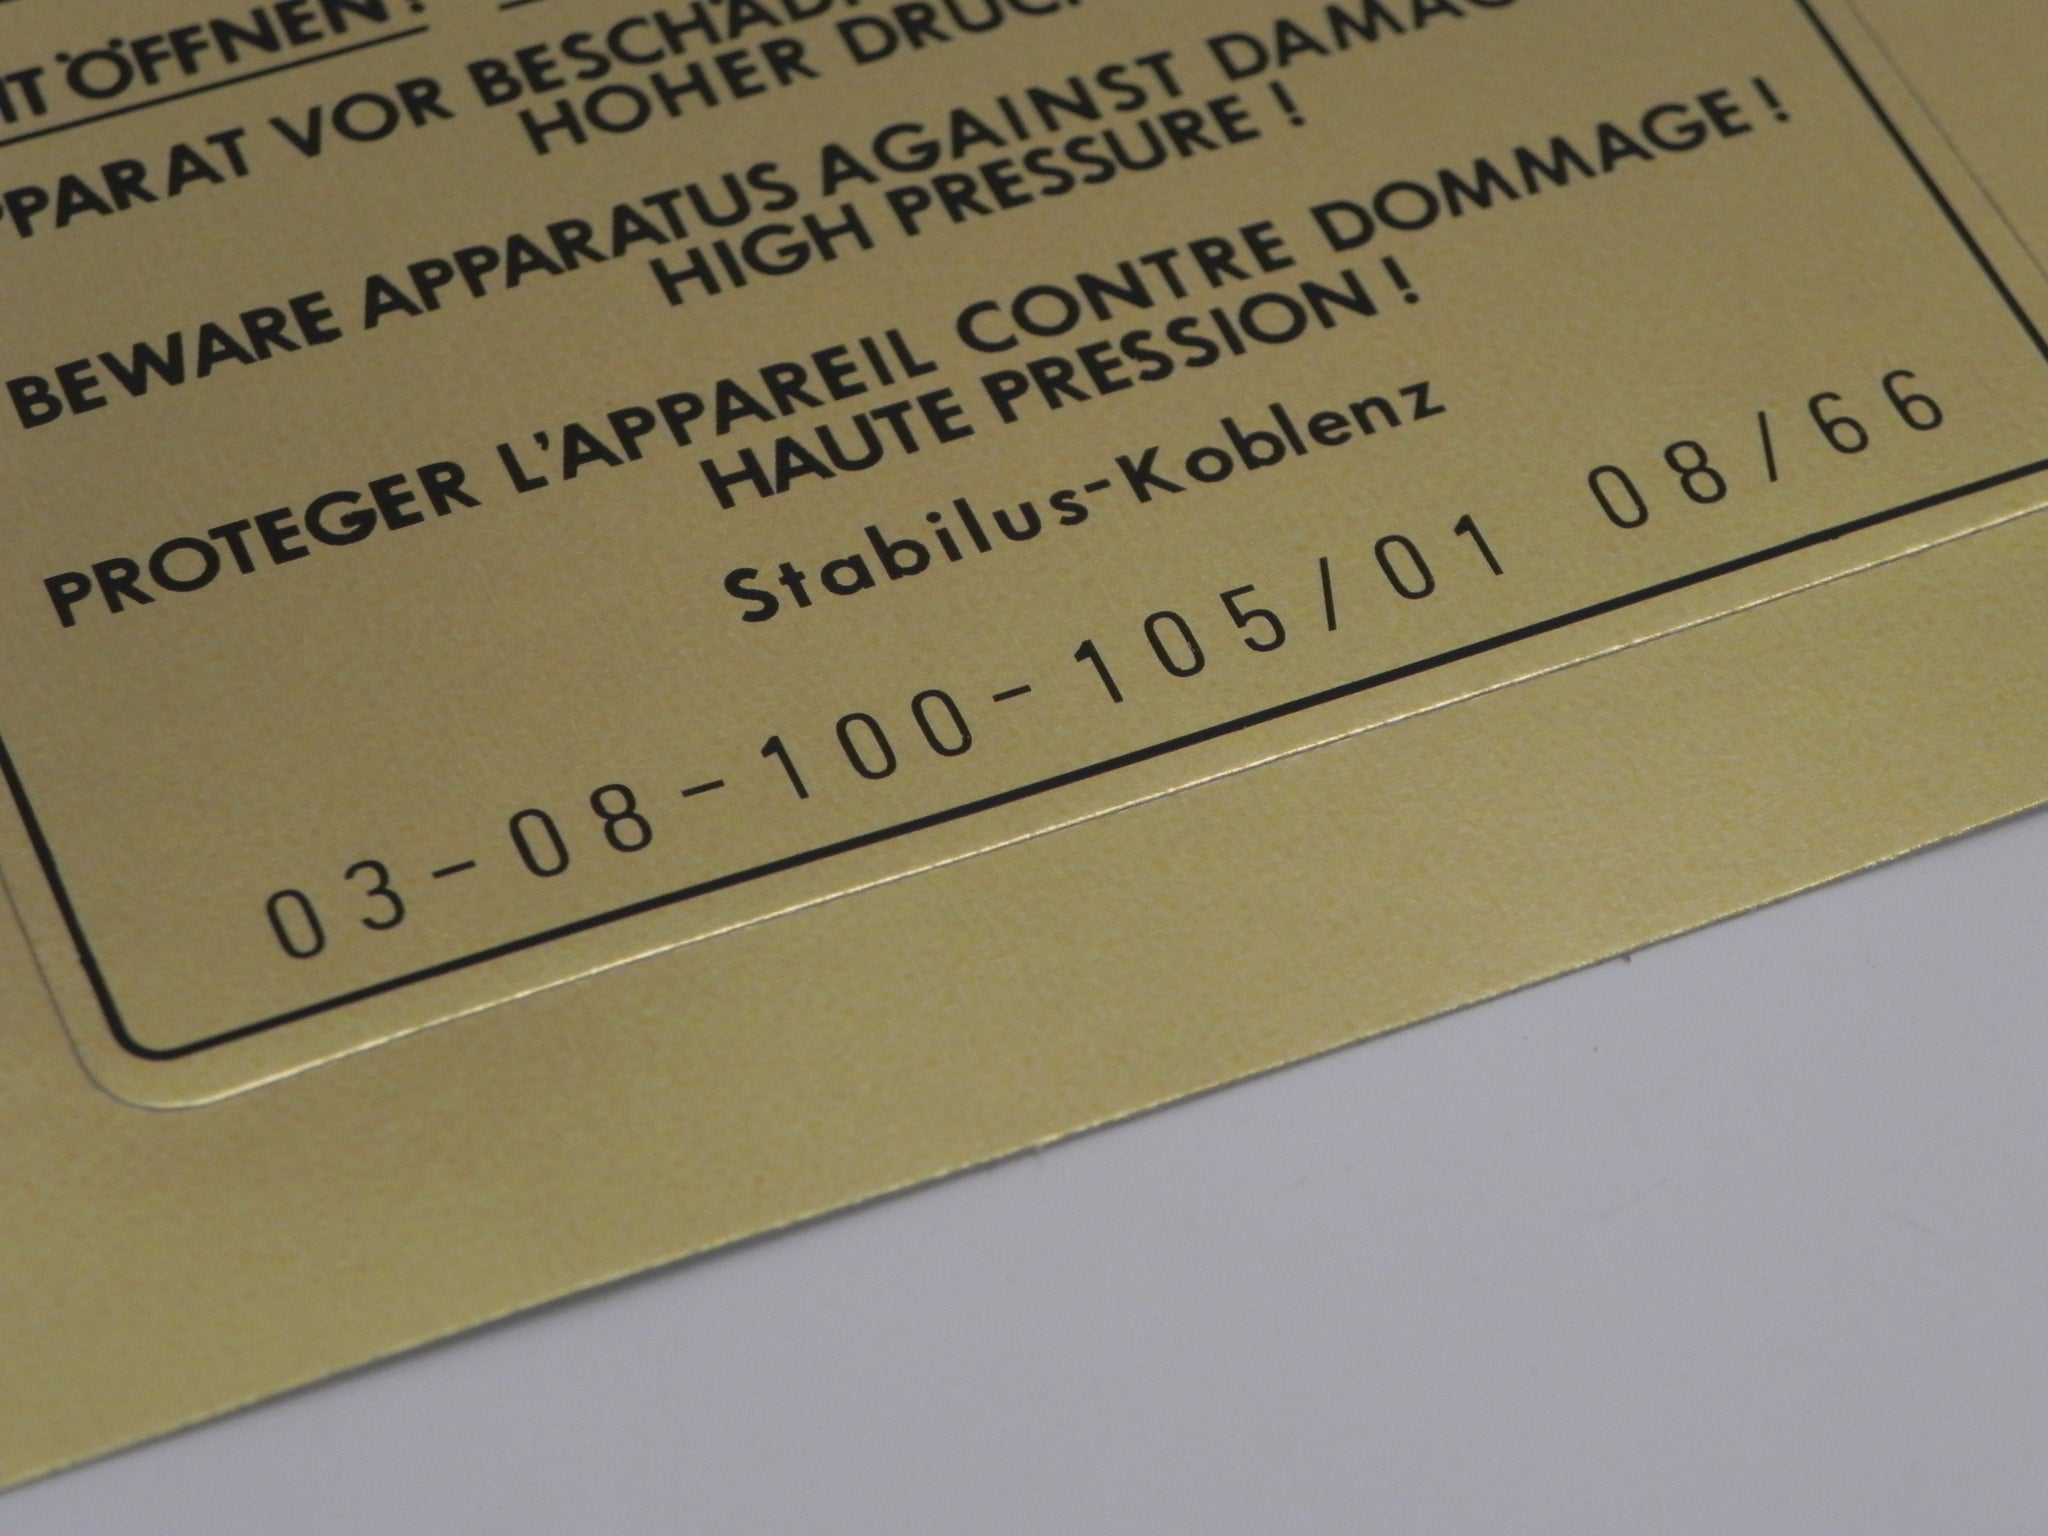 ÖFFNEN!
VOR
HOHER
BEWARE APPARATUS AGAINST
HIGH PRESSURE !
PROTEGER L'APPAREIL CONTRE DOMMAGE !
HAUTE PRESSION !
Stabilus-Koblenz
03-08-100-105/01 08/66